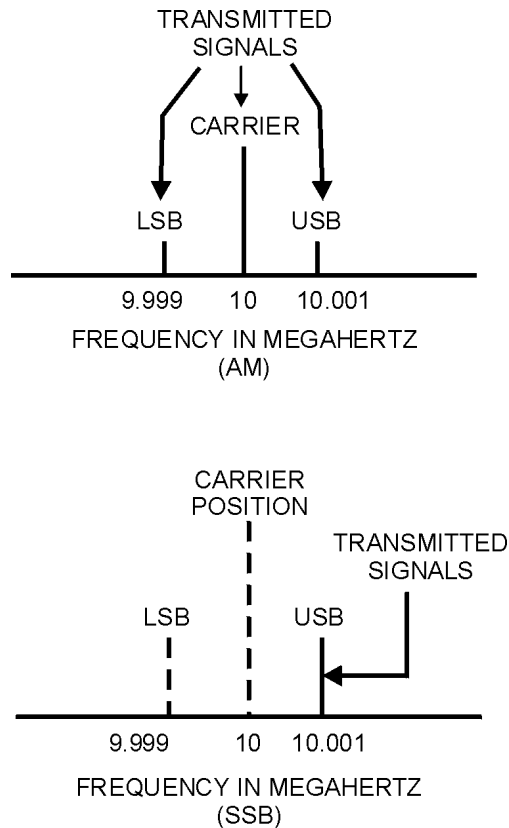 TRANSMITTED
SIGNALS
CARRIER
LSB
USB
9.999 10 10.001
FREQUENCY IN MEGAHERTZ
(AM)
CARRIER
POSITION
TRANSMITTED
SIGNALS
LSB
USB
9.999 10 10.001
FREQUENCY IN MEGAHERTZ
(SSB)